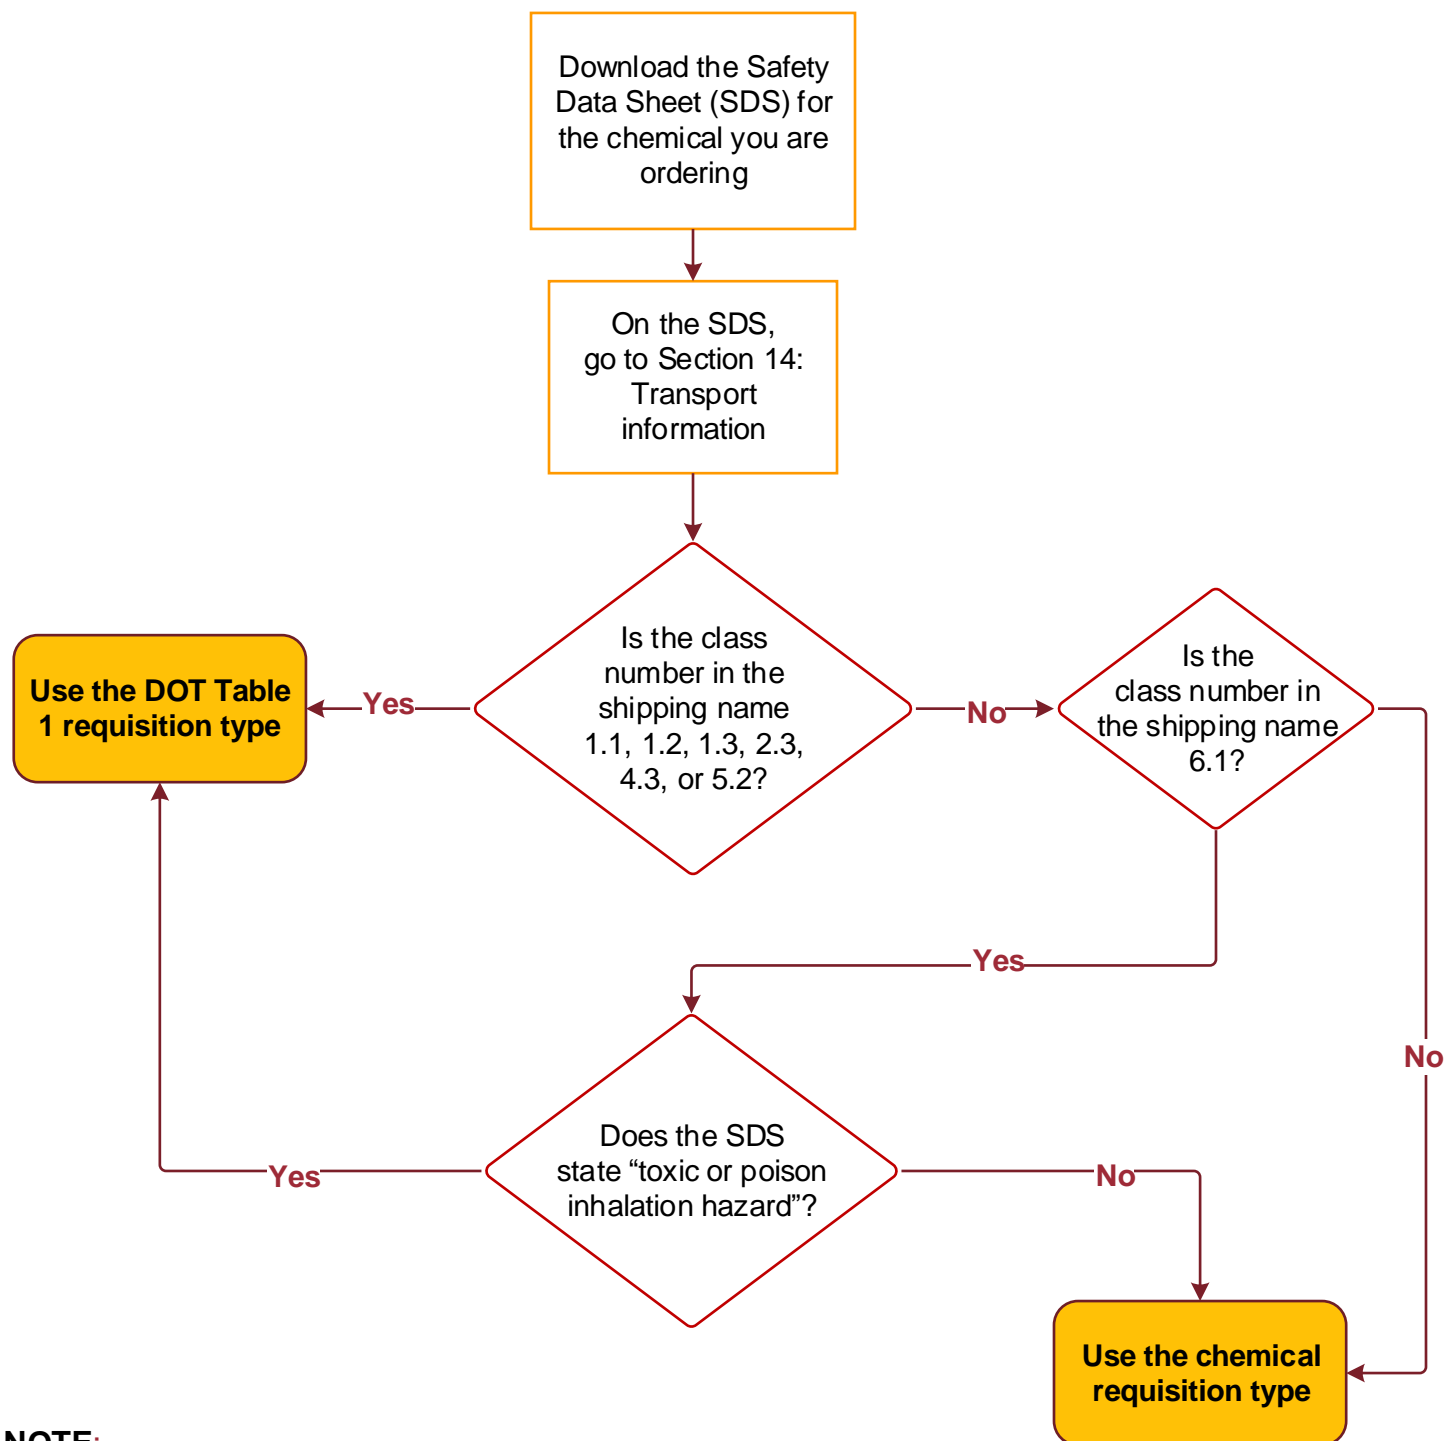 Download the Safety
Data Sheet (SDS) for
the chemical you are
ordering
On the SDS,
go to Section 14:
Transport
information
Is the class
number in the
shipping name
1.1, 1.2, 1.3, 2.3,
4.3, or 5.2?
Yes
Use the DOT Table
1 requisition type
No
Is the
class number in
the shipping name
6.1?
Yes
No
Does the SDS
state “toxic or poison
inhalation hazard”?
Yes
No
Use the chemical
requisition type
NOTE: